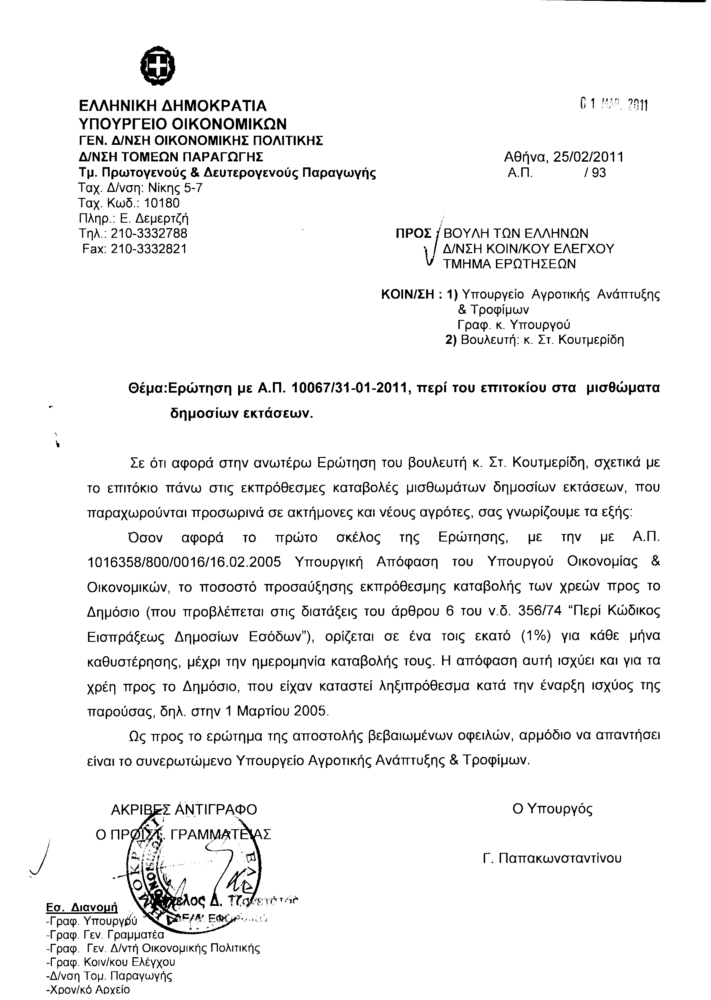 ΕΛΛΗΝΙΚΗ ΔΗΜΟΚΡΑΤΙΑ
ΥΠΟΥΡΓΕΙΟ ΟΙΚΟΝΟΜΙΚΩΝ
ΓΕΝ. Δ/ΝΣΗ ΟΙΚΟΝΟΜΙΚΗΣ ΠΟΛΙΤΙΚΗΣ
Δ/ΝΣΗ ΤΟΜΕΩΝ ΠΑΡΑΓΩΓΗΣ
Τμ. Πρωτογενούς & Δευτερογενούς Παραγωγής
Ταχ. Δ/νση: Νίκης 5-7
Ταχ. Κωδ.: 10180
Πληρ.: Ε. Δεμερτζή
Τηλ.: 210-3332788
Fax: 210-3332821
01 ΜΑΡ. 2011
Αθήνα, 25/02/2011
Α.Π. / 93
ΠΡΟΣ : ΒΟΥΛΗ ΤΩΝ ΕΛΛΗΝΩΝ
Δ/ΝΣΗ ΚΟΙΝ/ΚΟΥ ΕΛΕΓΧΟΥ
ΤΜΗΜΑ ΕΡΩΤΗΣΕΩΝ
ΚΟΙΝ/ΣΗ : 1) Υπουργείο Αγροτικής Ανάπτυξης
& Τροφίμων
Γραφ. κ. Υπουργού
2) Βουλευτή: κ. Στ. Κουτμερίδη
Θέμα:Ερώτηση με Α.Π. 10067/31-01-2011, περί του επιτοκίου στα μισθώματα
δημοσίων εκτάσεων.
Σε ότι αφορά στην ανωτέρω Ερώτηση του βουλευτή κ. Στ. Κουτμερίδη, σχετικά με
το επιτόκιο πάνω στις εκπρόθεσμες καταβολές μισθωμάτων δημοσίων εκτάσεων, που
παραχωρούνται προσωρινά σε ακτήμονες και νέους αγρότες, σας γνωρίζουμε τα εξής:
Όσον αφορά το πρώτο σκέλος της Ερώτησης, με την με Α.Π.
1016358/800/0016/16.02.2005 Υπουργική Απόφαση του Υπουργού Οικονομίας &
Οικονομικών, το ποσοστό προσαύξησης εκπρόθεσμης καταβολής των χρεών προς το
Δημόσιο (που προβλέπεται στις διατάξεις του άρθρου 6 του ν.δ. 356/74 “Περί Κώδικος
Εισπράξεως Δημοσίων Εσόδων”), ορίζεται σε ένα τοις εκατό (1%) για κάθε μήνα
καθυστέρησης, μέχρι την ημερομηνία καταβολής τους. Η απόφαση αυτή ισχύει και για τα
χρέη προς το Δημόσιο, που είχαν καταστεί ληξιπρόθεσμα κατά την έναρξη ισχύος της
παρούσας, δηλ. στην 1 Μαρτίου 2005.
Ως προς το ερώτημα της αποστολής βεβαιωμένων οφειλών, αρμόδιο να απαντήσει
είναι το συνερωτώμενο Υπουργείο Αγροτικής Ανάπτυξης & Τροφίμων.
ΑΚΡΙΒΕΣ ΑΝΤΙΓΡΑΦΟ
Ο ΠΡΟΪΣΤ. ΓΡΑΜΜΑΤΕΙΑΣ
Ο Υπουργός
Γ. Παπακωνσταντίνου
Δ.
Εσ. Διανομή
-Γραφ. Υπουργού
-Γραφ. Γεν. Γραμματέα
-Γραφ. Γεν. Δ/ντή Οικονομικής Πολιτικής
-Γραφ. Κοιν/κου Ελέγχου
-Δ/νση Τομ. Παραγωγής
-Χρον/κό Αρχείο